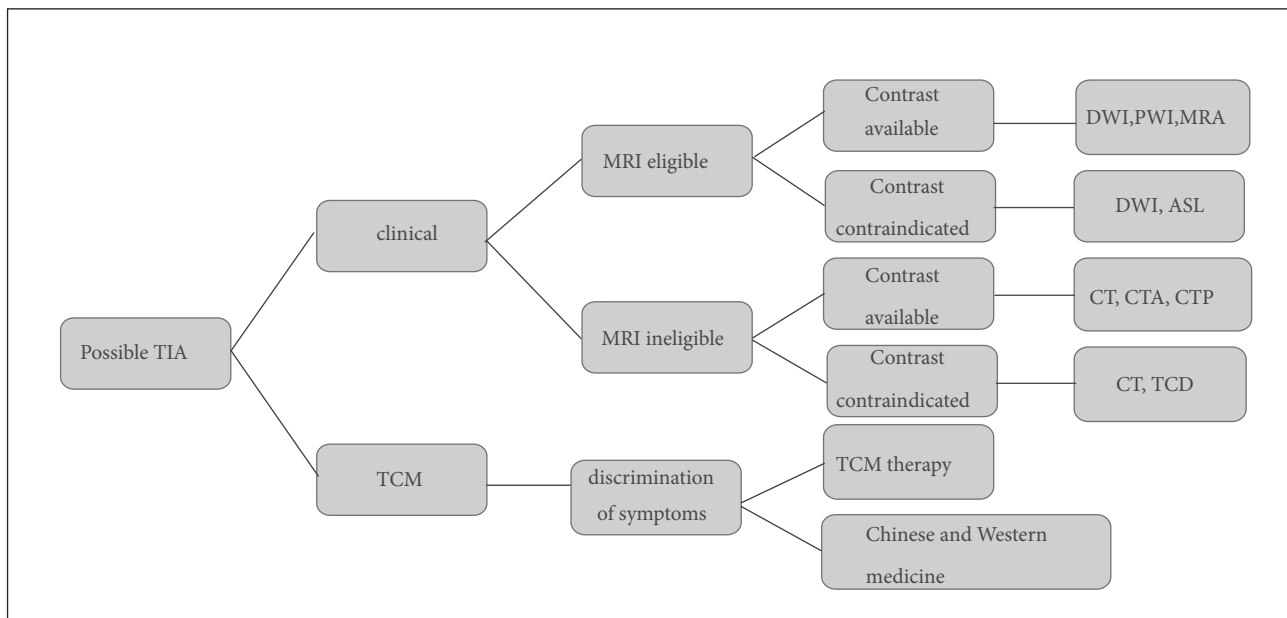 Possible TIA
clinical
TCM
MRI eligible
MRI ineligible
discrimination
of symptoms
Contrast
available
Contrast
contraindicated
Contrast
available
Contrast
contraindicated
TCM therapy
Chinese and Western
medicine
DWI,PWI,MRA
DWI, ASL
CT, CTA, CTP
CT, TCD